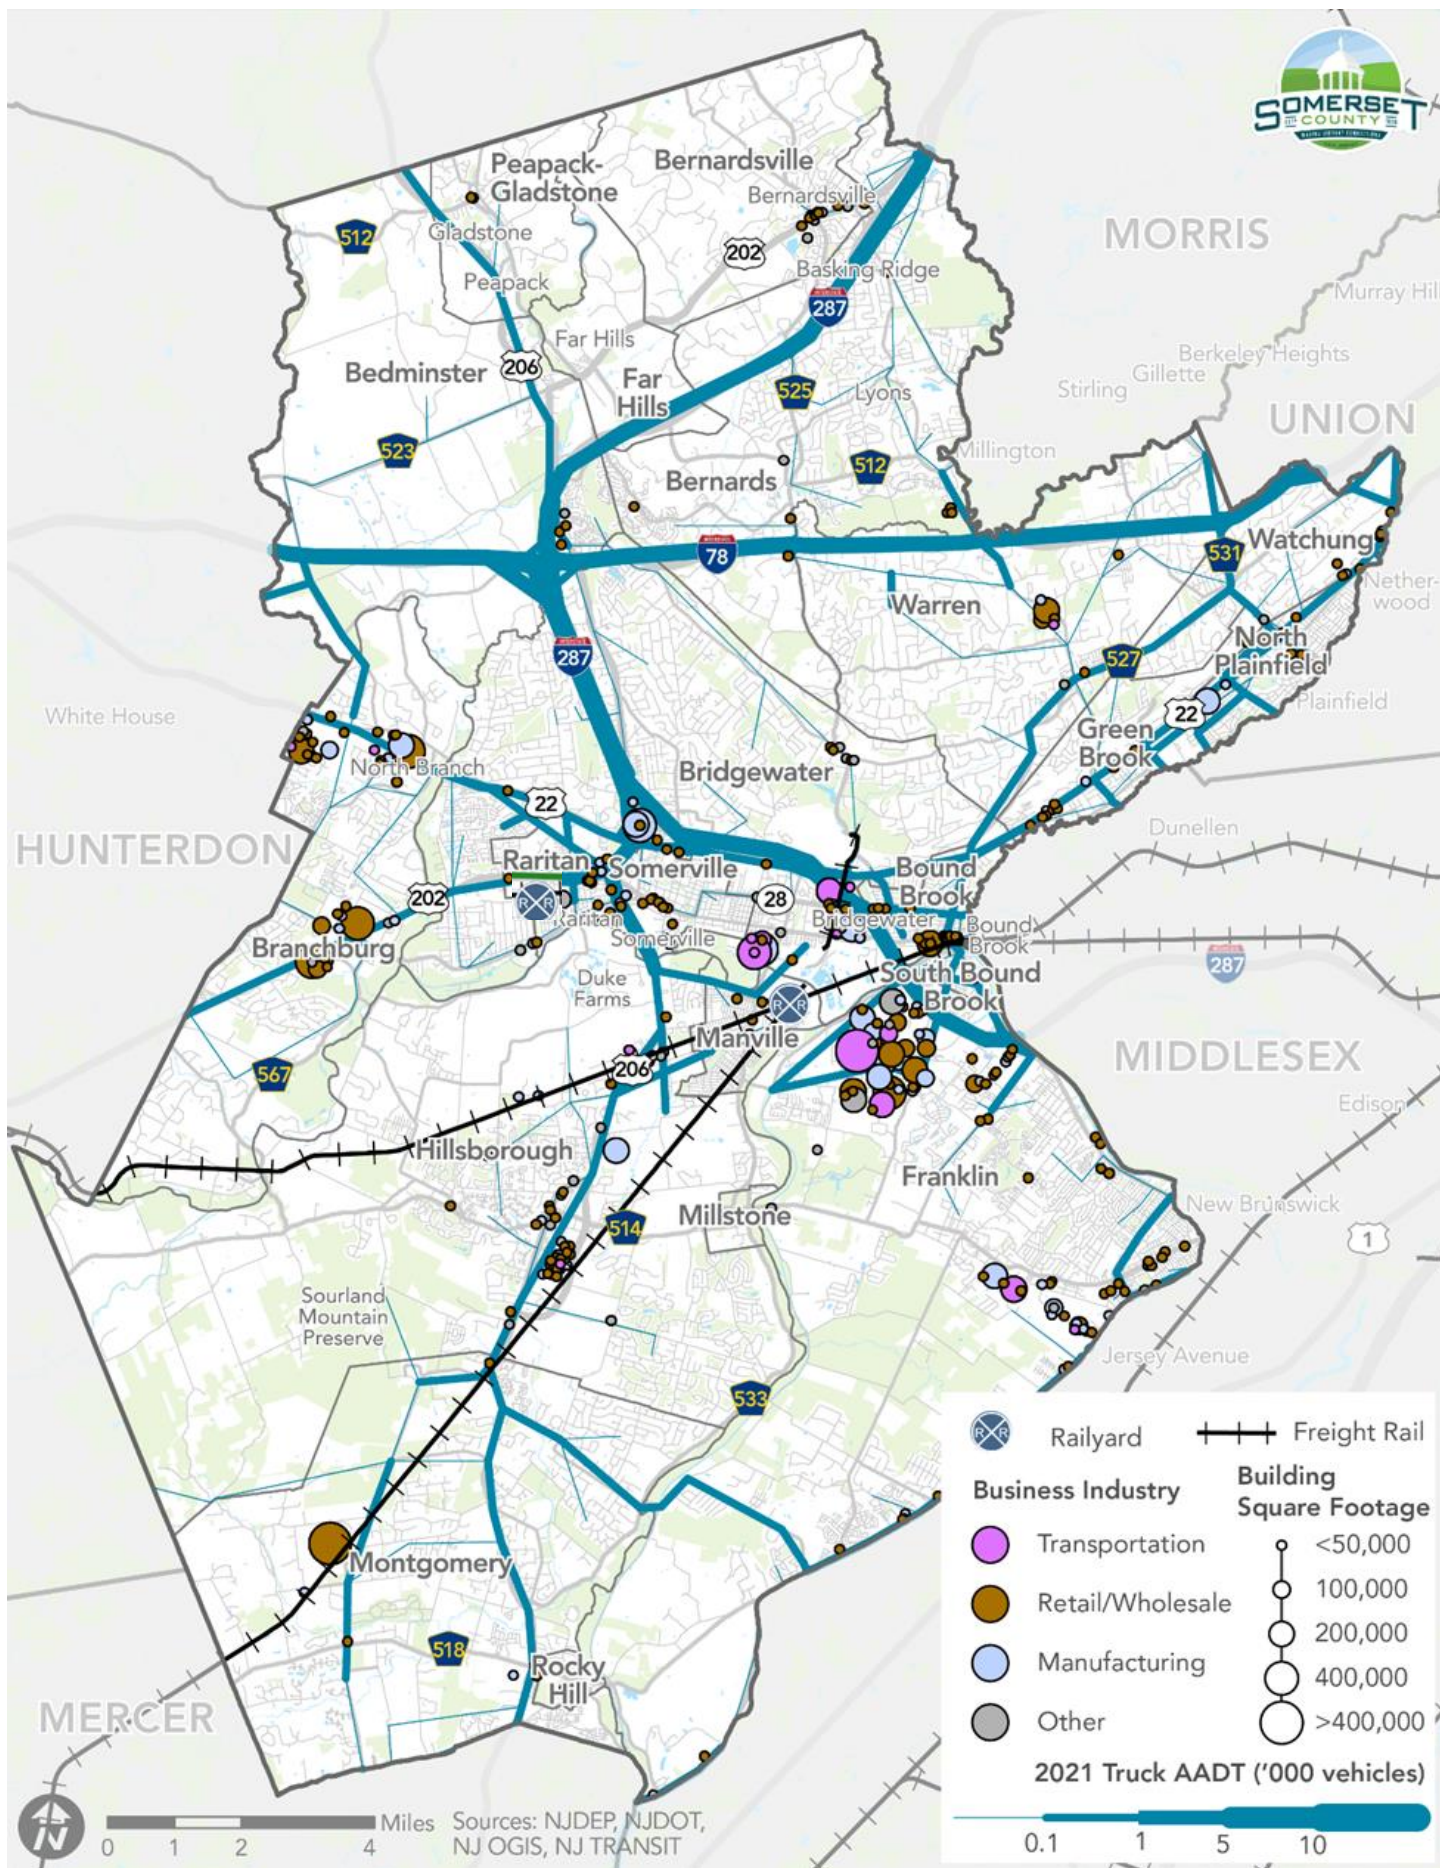 SOMERSET
COUNTY
Peapack-
Gladstone
Bernardsville
Bernardsville
MORRIS
512
Gladstone
202
Basking Ridge
Peapack
287
Murray Hil
Far Hills
Berkeley Heights
Gillette
Stirling
Bedminster
206
Far
Hills
525
Lyons
UNION
523
512
Millington
Bernards
78
531
Watchung
Nether-
wood
Warren
287
527
North
Plainfield
White House
Plainfield
22
Green
Brook
North Branch
Bridgewater
22
HUNTERDON
Dunellen
Raritan
Somerville
Bound
Brook
202
28
RR
Raritan
Bridgewater
Bound
Brook
Somerville
Branchburg
287
Duke
Farms
South Bound
Brook
RR
Manville
206
MIDDLESEX
567
Edison
Hillsborough
Franklin
Millstone
New Brunswick
514
1
Sourland
Mountain
Preserve
Jersey Avenue
533
Montgomery
518
Rocky
Hill
MERCER
RR
Railyard
Freight Rail
Business Industry
Building
Square Footage
Transportation
<50,000
Retail/Wholesale
100,000
200,000
Manufacturing
400,000
Other
>400,000
2021 Truck AADT ('000 vehicles)
0.1 1 5 10
N
Miles
0 1 2 4
Sources: NJDEP, NJDOT,
NJ OGIS, NJ TRANSIT